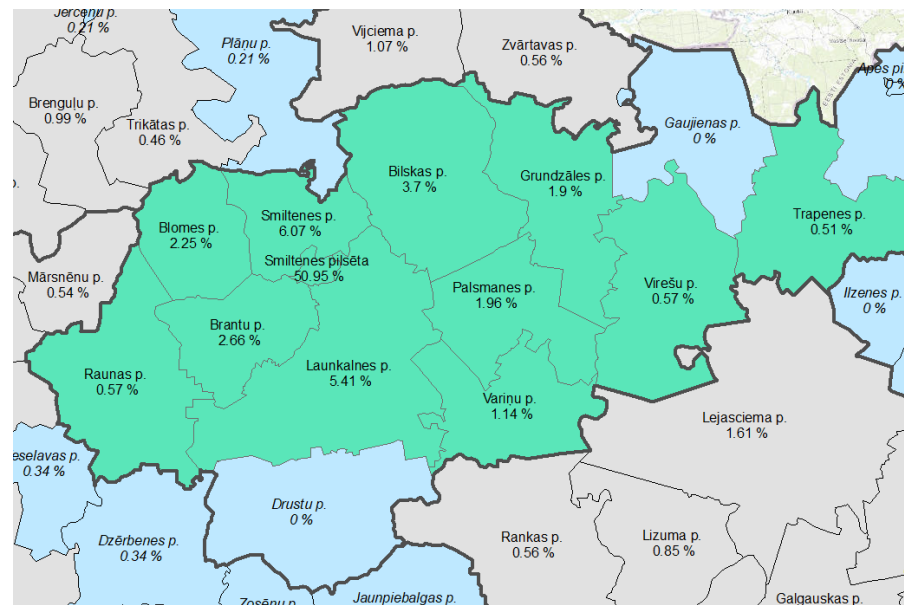 Jērcēnu p.
0.21 %
Plāņu p.
0.21 %
Vijciema p.
1.07 %
Zvārtavas p.
0.56 %
Brenguļu p.
0.99 %
Trikātas p.
0.46 %
Gaujienas p.
0 %
EESTI ESTONIA
Bilskas p.
3.7 %
Grundzāles p.
1.9 %
Trapenes p.
0.51 %
Blomes p.
2.25 %
Smiltenes p.
6.07 %
Smiltenes pilsēta
50.95 %
Mārsnēnu p.
0.54 %
Palsmanes p.
1.96 %
Virešu p.
0.57 %
Ilzenes p.
0 %
Brantu p.
2.66 %
Launkalnes p.
5.41 %
Raunas p.
0.57 %
Variņu p.
1.14 %
Lejasciema p.
1.61 %
eselavas p.
0.34 %
Drustu p.
0 %
Dzērbenes p.
0.34 %
Rankas p.
0.56 %
Lizuma p.
0.85 %
Zosēnu p.
Jaunpiebalgas p.
Galgauskas p.